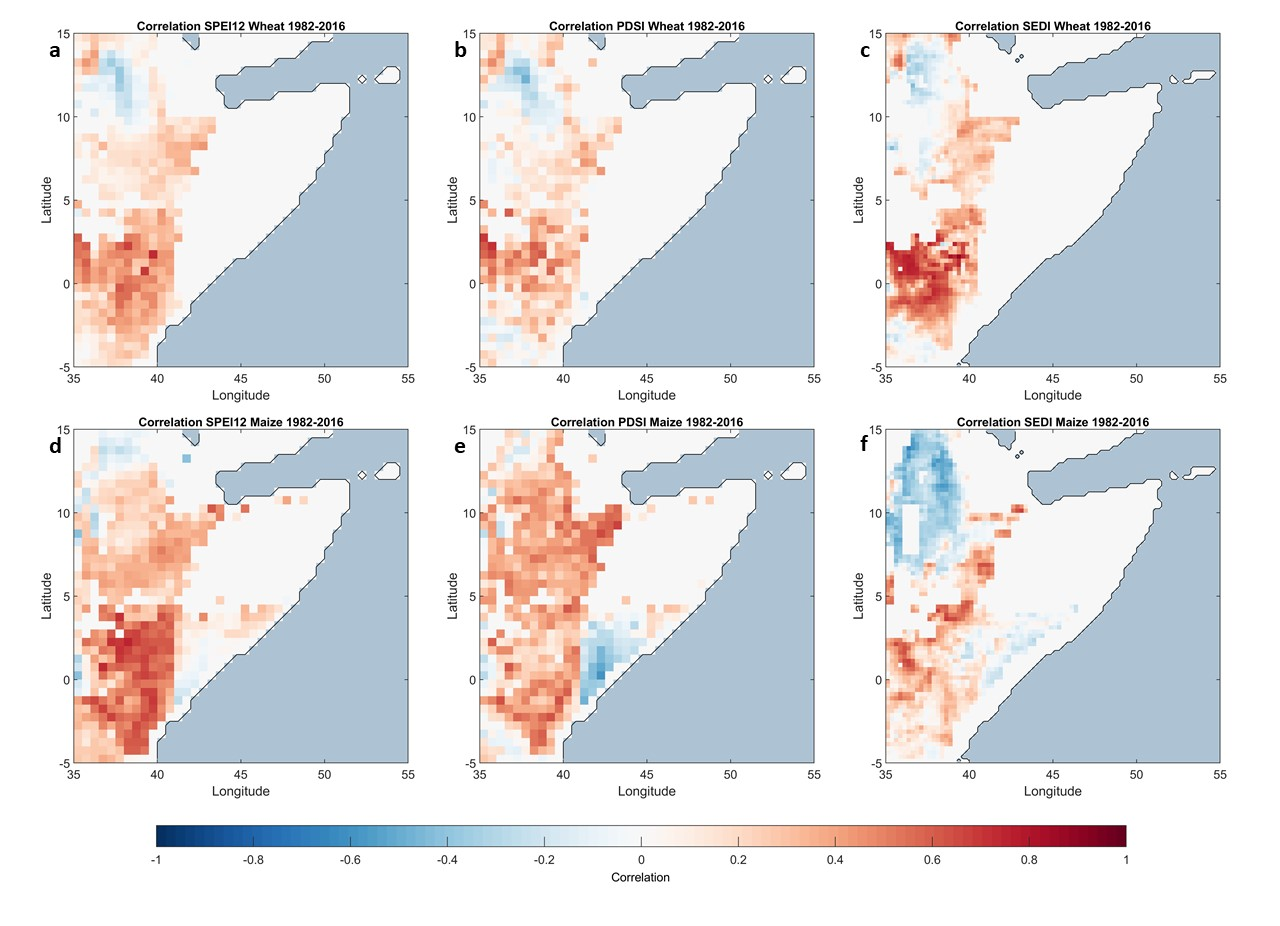 Correlation SPEI12 Wheat 1982-2016
a
15
10
5
0
-5
Latitude
35 40 45 50 55
Longitude
Correlation PDSI Wheat 1982-2016
b
15
10
5
0
-5
Latitude
35 40 45 50 55
Longitude
Correlation SEDI Wheat 1982-2016
c
15
10
5
0
-5
Latitude
35 40 45 50 55
Longitude
Correlation SPEI12 Maize 1982-2016
d
15
10
5
0
-5
Latitude
35 40 45 50 55
Longitude
Correlation PDSI Maize 1982-2016
e
15
10
5
0
-5
Latitude
35 40 45 50 55
Longitude
Correlation SEDI Maize 1982-2016
f
15
10
5
0
-5
Latitude
35 40 45 50 55
Longitude
-1 -0.8 -0.6 -0.4 -0.2 0 0.2 0.4 0.6 0.8 1
Correlation